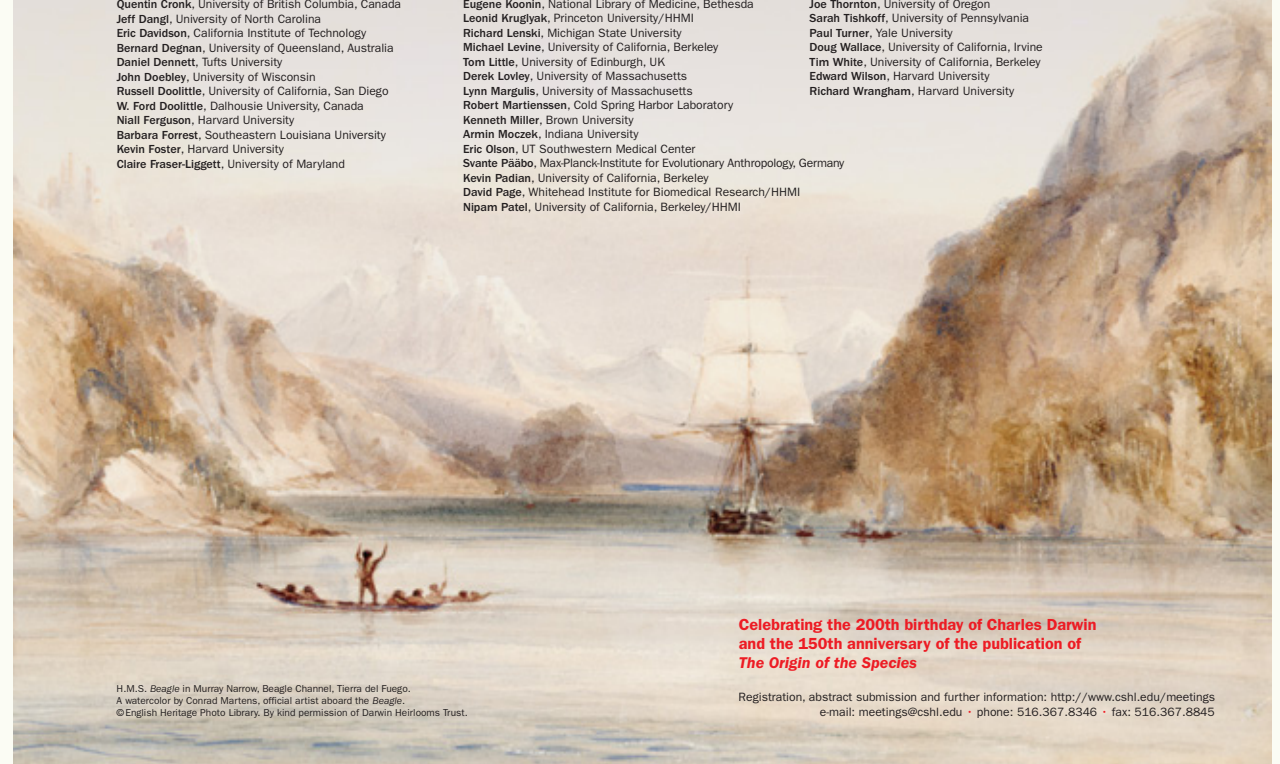 Quentin Cronk, University of British Columbia, Canada
Jeff Dangl, University of North Carolina
Eric Davidson, California Institute of Technology
Bernard Degnan, University of Queensland, Australia
Daniel Dennett, Tufts University
John Doebley, University of Wisconsin
Russell Doolittle, University of California, San Diego
W. Ford Doolittle, Dalhousie University, Canada
Niall Ferguson, Harvard University
Barbara Forrest, Southeastern Louisiana University
Kevin Foster, Harvard University
Claire Fraser-Liggett, University of Maryland
Eugene Koonin, National Library of Medicine, Bethesda
Leonid Kruglyak, Princeton University/HHMI
Richard Lenski, Michigan State University
Michael Levine, University of California, Berkeley
Tom Little, University of Edinburgh, UK
Derek Lovley, University of Massachusetts
Lynn Margulis, University of Massachusetts
Robert Martienssen, Cold Spring Harbor Laboratory
Kenneth Miller, Brown University
Armin Moczek, Indiana University
Eric Olson, UT Southwestern Medical Center
Svante Pääbo, Max-Planck-Institute for Evolutionary Anthropology, Germany
Kevin Padian, University of California, Berkeley
David Page, Whitehead Institute for Biomedical Research/HHMI
Nipam Patel, University of California, Berkeley/HHMI
Joe Thornton, University of Oregon
Sarah Tishkoff, University of Pennsylvania
Paul Turner, Yale University
Doug Wallace, University of California, Irvine
Tim White, University of California, Berkeley
Edward Wilson, Harvard University
Richard Wrangham, Harvard University
Celebrating the 200th birthday of Charles Darwin
and the 150th anniversary of the publication of
The Origin of the Species
H.M.S. Beagle in Murray Narrow, Beagle Channel, Tierra del Fuego.
A watercolor by Conrad Martens, official artist aboard the Beagle.
©English Heritage Photo Library. By kind permission of Darwin Heirlooms Trust.
Registration, abstract submission and further information: http://www.cshl.edu/meetings
e-mail: meetings@cshl.edu · phone: 516.367.8346 · fax: 516.367.8845